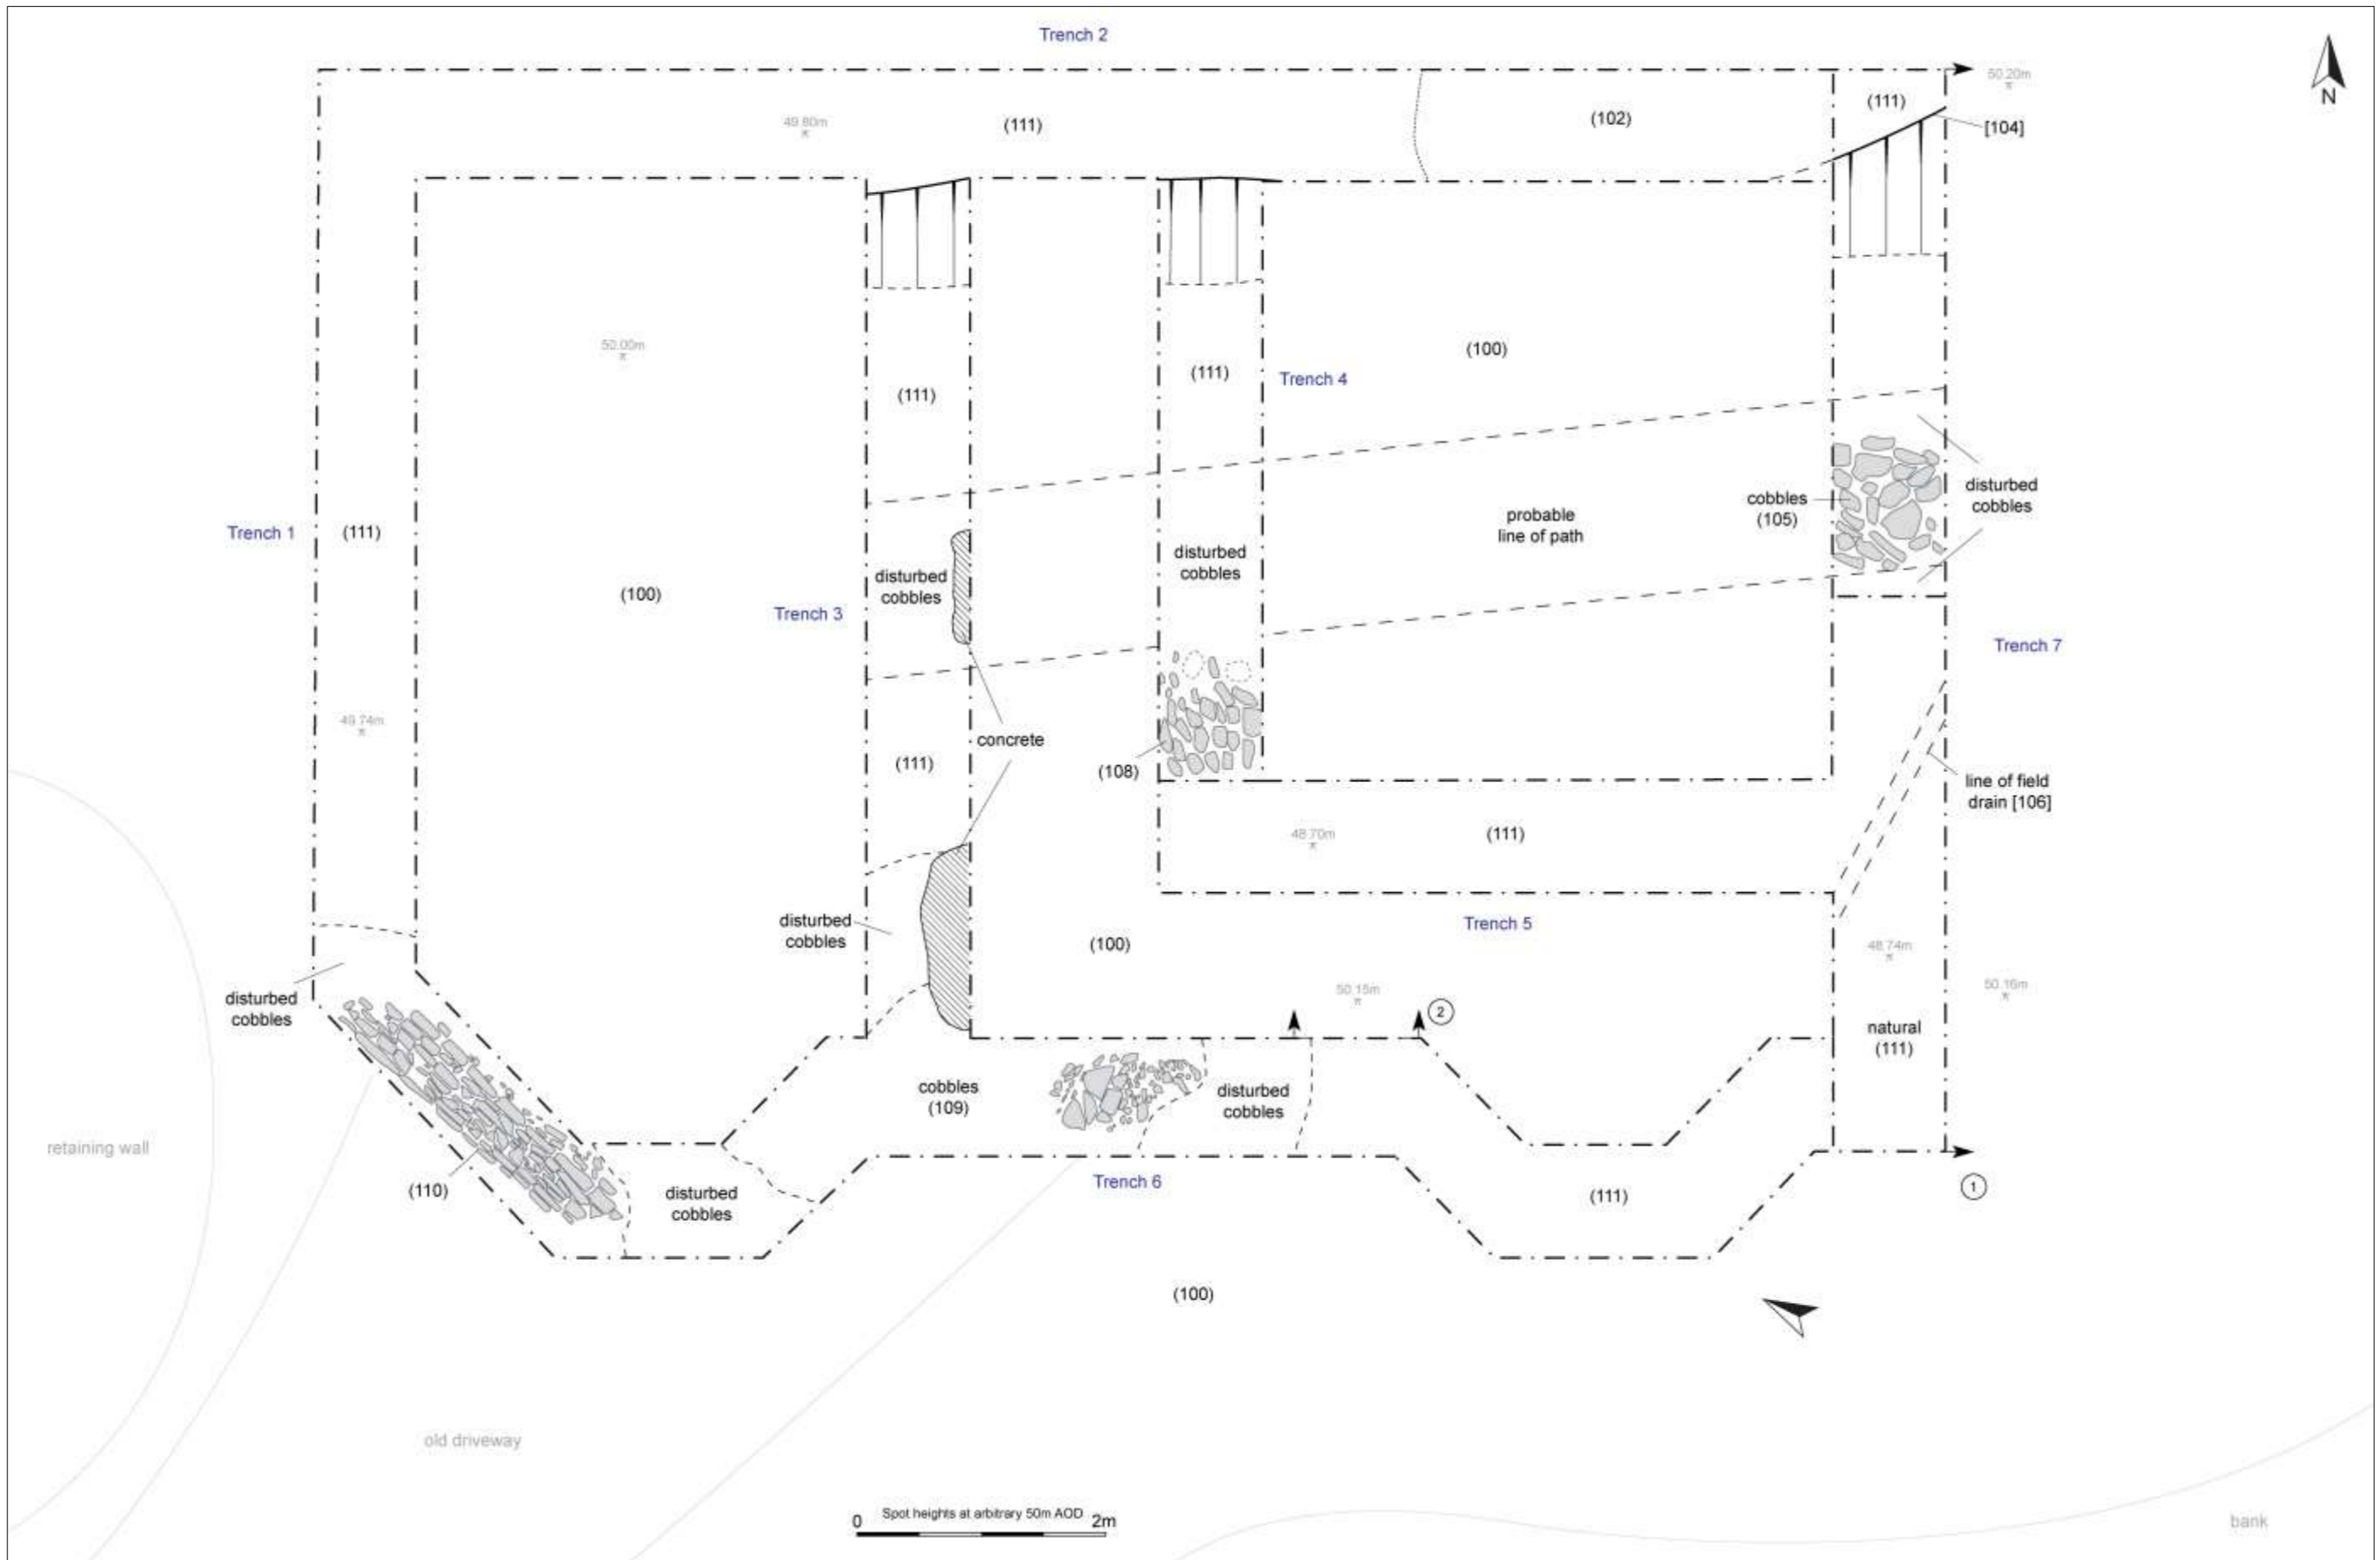 Trench 2
50.20m
N
(111)
(102)
[104]
49.80m
(111)
50.00m
(100)
(111)
(111)
Trench 4
Trench 1
(111)
(100)
Trench 3
disturbed
cobbles
disturbed
cobbles
probable
line of path
cobbles
(105)
disturbed
cobbles
Trench 7
49.74m
concrete
(111)
(108)
line of field
drain [106]
48.70m
(111)
disturbed
cobbles
(100)
Trench 5
48.74m
50.16m
disturbed
cobbles
50.15m
2
natural
(111)
cobbles
(109)
disturbed
cobbles
retaining wall
(110)
disturbed
cobbles
Trench 6
(111)
1
(100)
old driveway
0
Spot heights at arbitrary 50m AOD
2m
bank